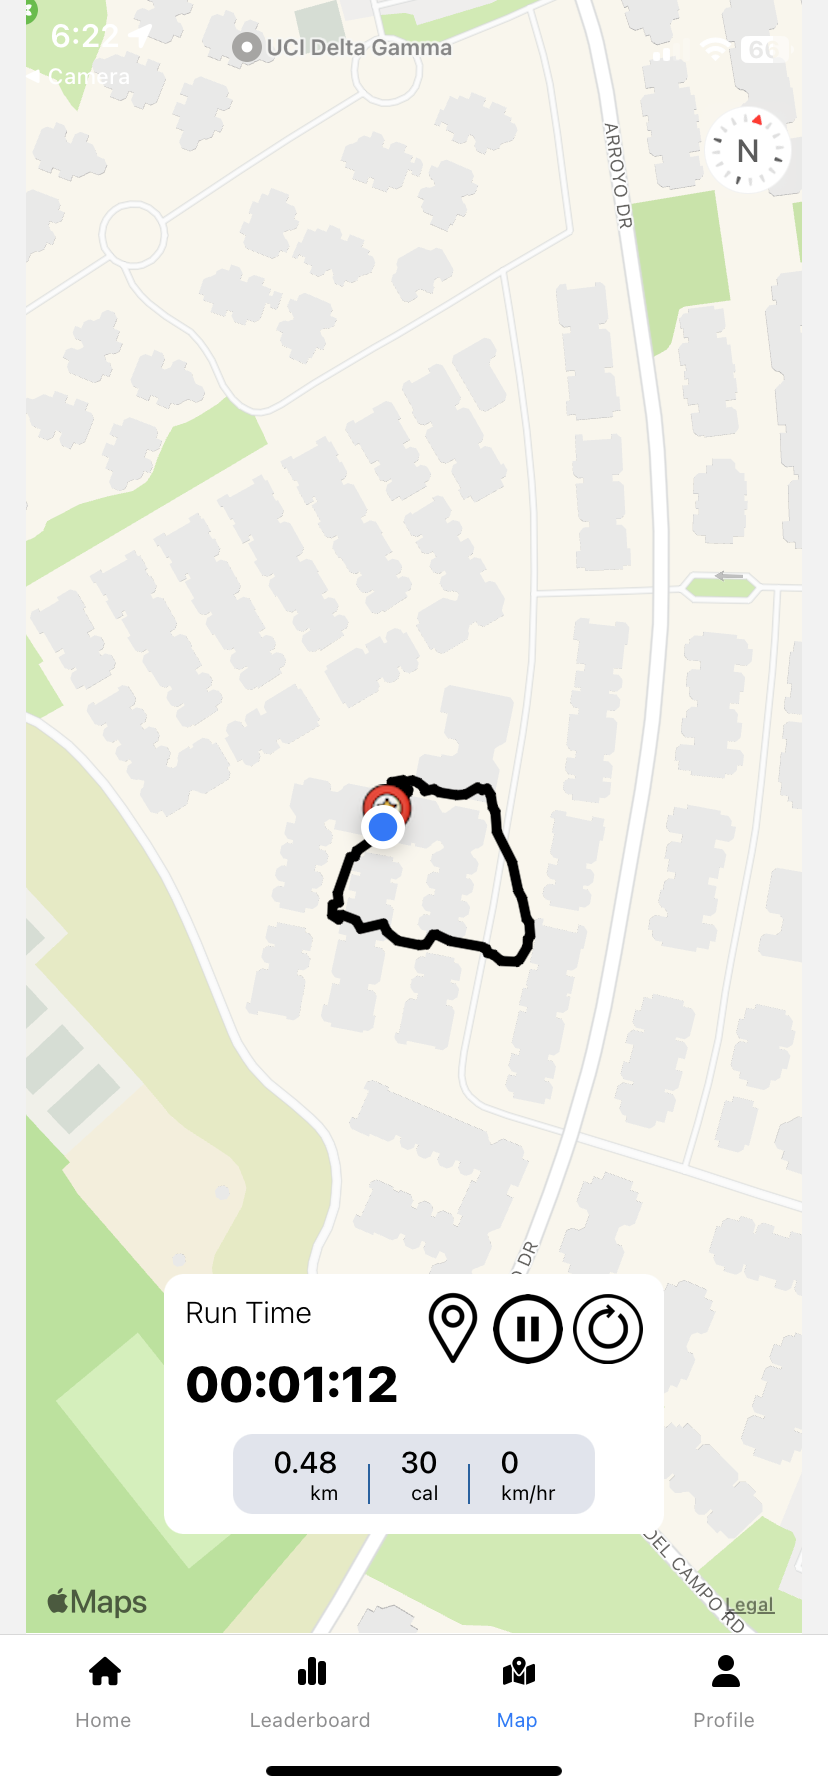 6:22
UCI Delta Gamma
Camera
N
ARROYO DR
DR
Run Time
00:01:12
0.48
km
30
cal
0
km/hr
DEL CAMPO RD
Maps
Legal
Home
Leaderboard
Map
Profile